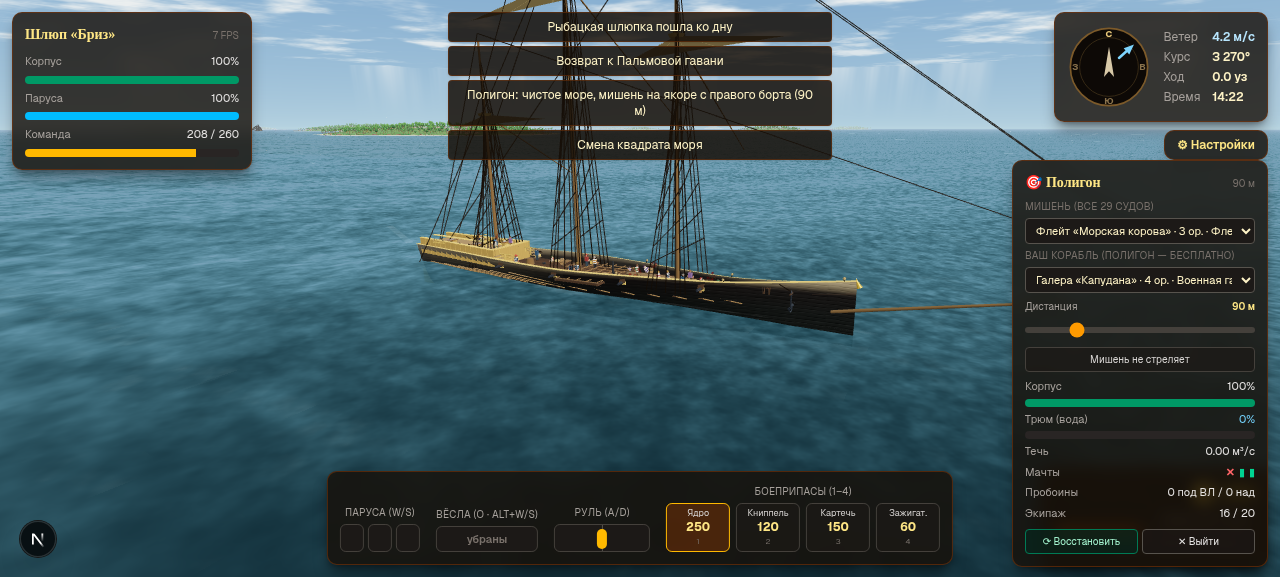 Шлюп «Бриз»
7 FPS
Корпус 100%
Паруса 100%
Команда 208 / 260
Рыбацкая шлюпка пошла ко дну
Возврат к Пальмовой гавани
Полигон: чистое море, мишень на якоре с правого борта (90
м)
Смена квадрата моря
С
З В
Ю
Ветер 4.2 м/с
Курс З 270°
Ход 0.0 уз
Время 14:22
⚙ Настройки
🎯 Полигон 90 м
МИШЕНЬ (ВСЕ 29 СУДОВ)
Флейт «Морская корова» · 3 ор. · Фле
ВАШ КОРАБЛЬ (ПОЛИГОН — БЕСПЛАТНО)
Галера «Капудана» · 4 ор. · Военная га
Дистанция 90 м
Мишень не стреляет
Корпус 100%
Трюм (вода) 0%
Течь 0.00 м³/с
Мачты ✕
Пробоины 0 под ВЛ / 0 над
Экипаж 16 / 20
⟳ Восстановить ✕ Выйти
ПАРУСА (W/S)
ВЁСЛА (O · ALT+W/S)
убраны
РУЛЬ (A/D)
БОЕПРИПАСЫ (1–4)
Ядро 250 1
Книппель 120 2
Картечь 150 3
Зажигат. 60 4
N